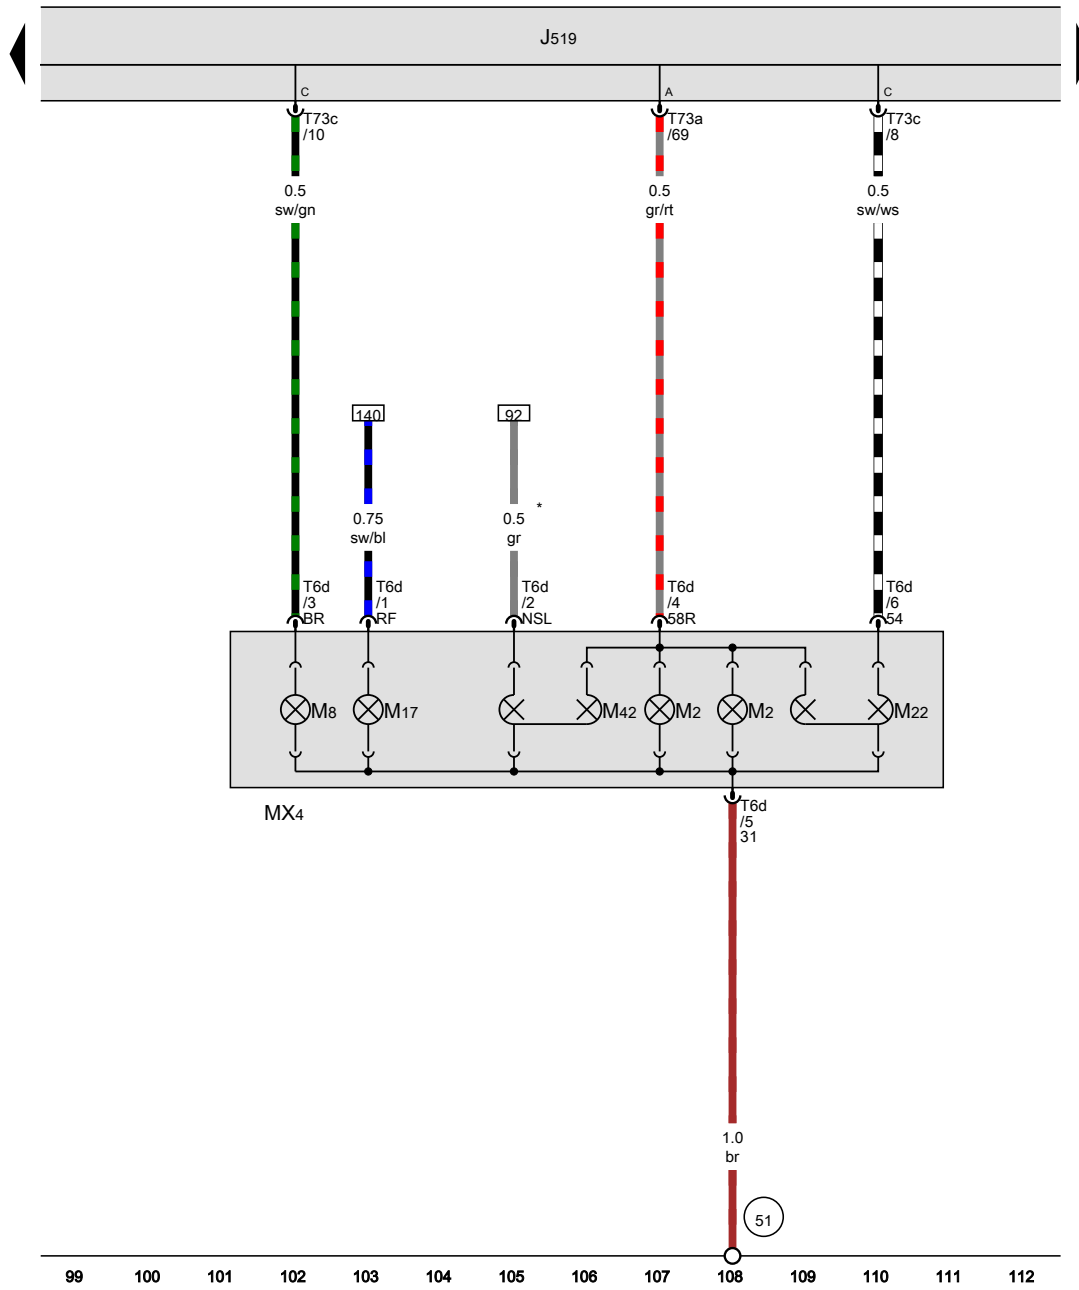 J519
C
A
C
T73c
/10
T73a
/69
T73c
/8
0.5
sw/gn
0.5
gr/rt
0.5
sw/ws
140
92
0.75
sw/bl
0.5
*
gr
T6d
/3
BR
T6d
/1
RF
T6d
/2
NSL
T6d
/4
58R
T6d
/6
54
M8
M17
M42
M2
M2
M22
MX4
T6d
/5
31
1.0
br
51
99 100 101 102 103 104 105 106 107 108 109 110 111 112